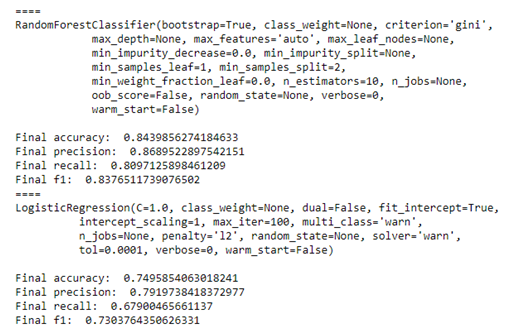 ====
RandomForestClassifier(bootstrap=True, class_weight=None, criterion='gini',
max_depth=None, max_features='auto', max_leaf_nodes=None,
min_impurity_decrease=0.0, min_impurity_split=None,
min_samples_leaf=1, min_samples_split=2,
min_weight_fraction_leaf=0.0, n_estimators=10, n_jobs=None,
oob_score=False, random_state=None, verbose=0,
warm_start=False)
Final accuracy:  0.8439856274184633
Final precision:  0.8689522897542151
Final recall:  0.8097125898461209
Final f1:  0.8376511739076502
====
LogisticRegression(C=1.0, class_weight=None, dual=False, fit_intercept=True,
intercept_scaling=1, max_iter=100, multi_class='warn',
n_jobs=None, penalty='l2', random_state=None, solver='warn',
tol=0.0001, verbose=0, warm_start=False)
Final accuracy:  0.7495854063018241
Final precision:  0.7919738418372977
Final recall:  0.67900465661137
Final f1:  0.7303764350626331